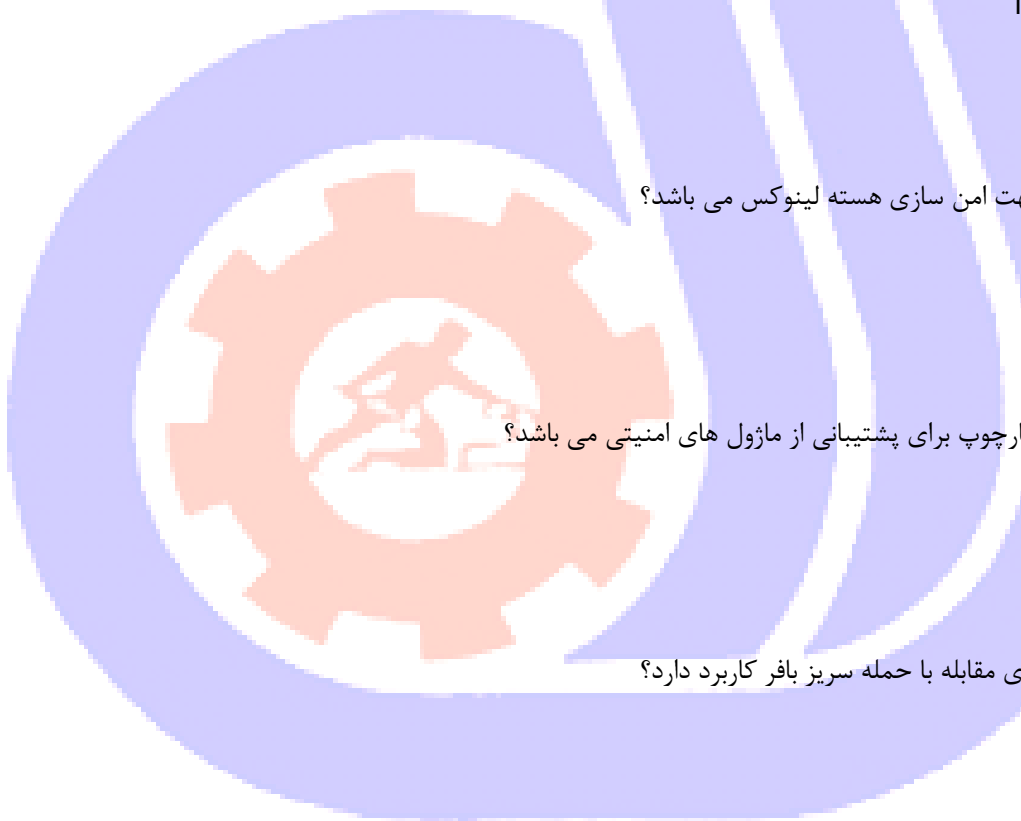 امن سازی هسته لینوکس می باشد؟
برای پشتیبانی از ماژول های امنیتی می باشد؟
مقابله با حمله سریز بافر کاربرد دارد؟